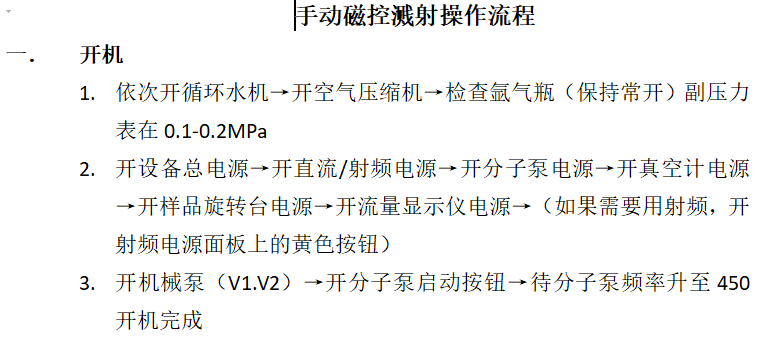 手动磁控溅射操作流程
一． 开机
1. 依次开循环水机→开空气压缩机→检查氩气瓶（保持常开）副压力
表在 0.1-0.2MPa
2. 开设备总电源→开直流/射频电源→开分子泵电源→开真空计电源
→开样品旋转台电源→开流量显示仪电源→（如果需要用射频，开
射频电源面板上的黄色按钮）
3. 开机械泵（V1.V2）→开分子泵启动按钮→待分子泵频率升至 450
开机完成